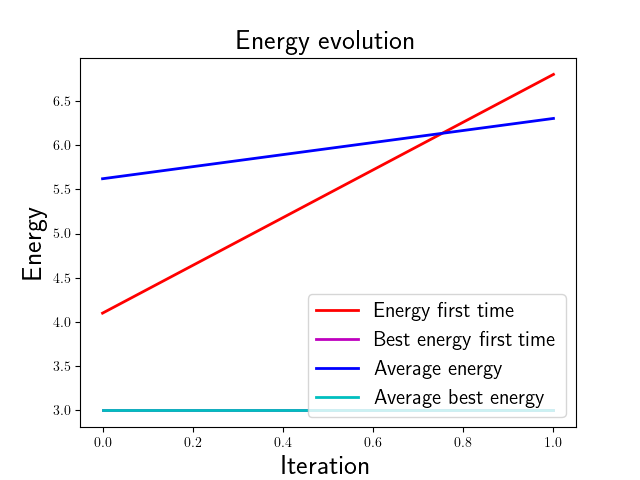 Energy evolution
6.5
6.0
5.5
5.0
4.5
4.0
3.5
3.0
Energy
Energy first time
Best energy first time
Average energy
Average best energy
0.0 0.2 0.4 0.6 0.8 1.0
Iteration